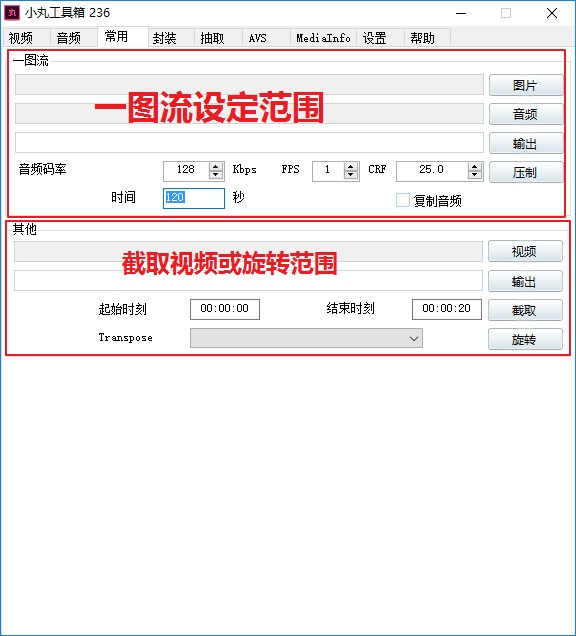 小丸工具箱 236
视频 音频 常用 封装 抽取 AVS MediaInfo 设置 帮助
一图流
图片
一图流设定范围
音频
输出
音频码率 128 Kbps FPS 1 CRF 25.0 压制
时间 120 秒 复制音频
其他
视频
截取视频或旋转范围
输出
起始时刻 00:00:00 结束时刻 00:00:20 截取
Transpose 旋转